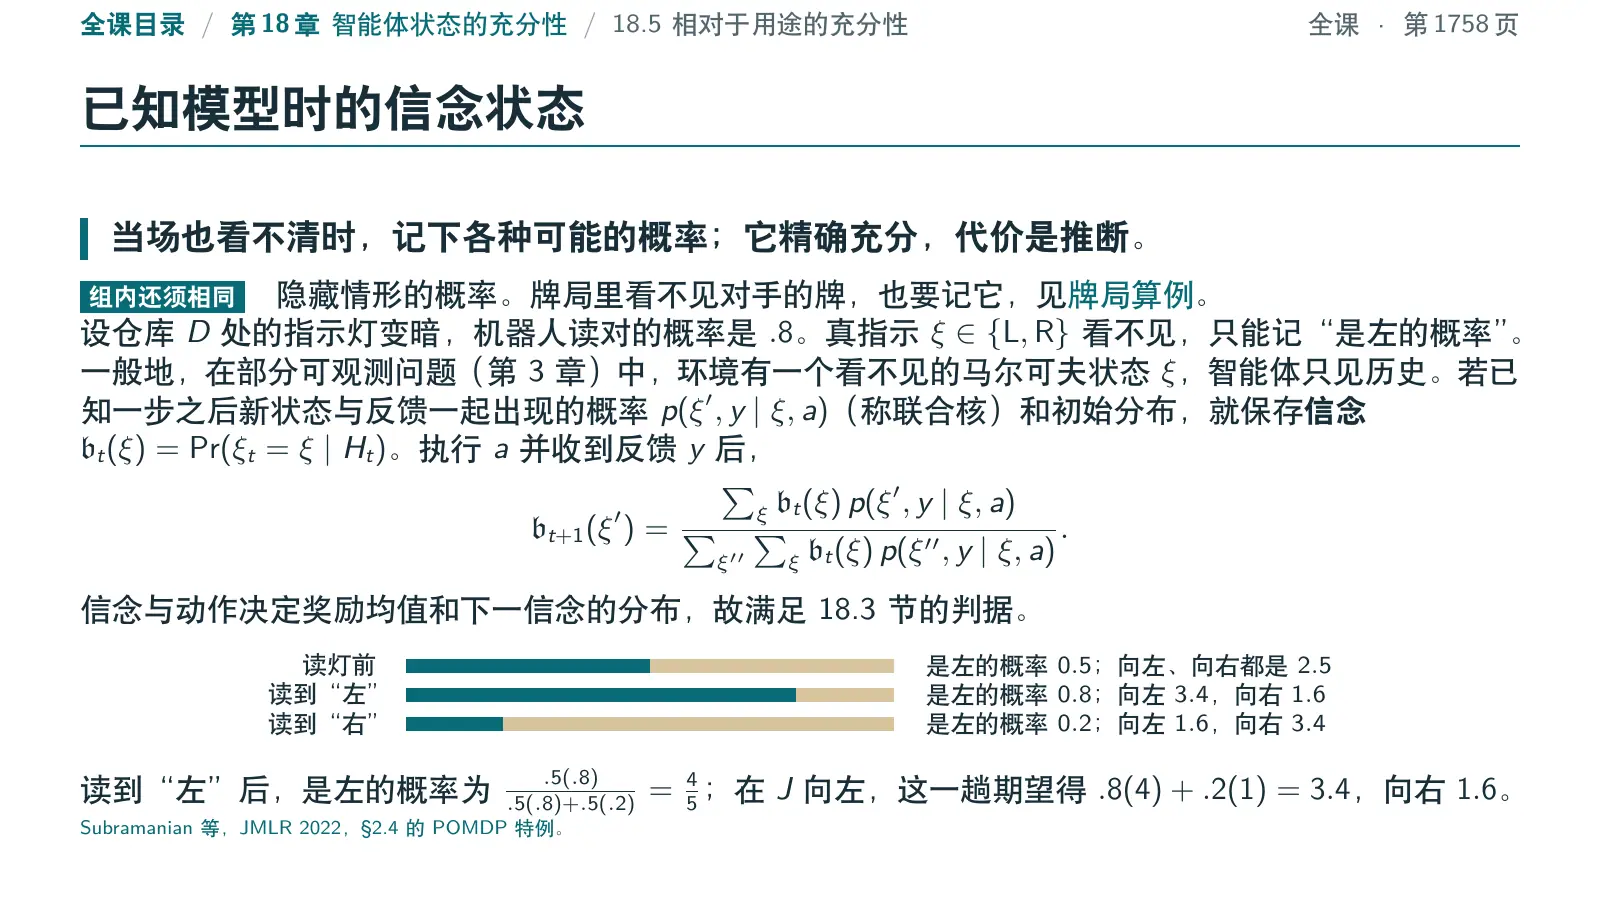 全课目录 / 第 18 章 智能体状态的充分性 / 18.5 相对于用途的充分性
全课 · 第 1758 页
已知模型时的信念状态
当场也看不清时，记下各种可能的概率；它精确充分，代价是推断。
组内还须相同 隐藏情形的概率。牌局里看不见对手的牌，也要记它，见牌局算例。
设仓库 D 处的指示灯变暗，机器人读对的概率是 .8。真指示 ξ ∈ {L, R} 看不见，只能记 “是左的概率”。
一般地，在部分可观测问题（第 3 章）中，环境有一个看不见的马尔可夫状态 ξ，智能体只见历史。若已
知一步之后新状态与反馈一起出现的概率 p(ξ′, y | ξ, a)（称联合核）和初始分布，就保存信念
𝔟ₜ(ξ) = Pr(ξₜ = ξ | Hₜ)。执行 a 并收到反馈 y 后，
𝔟ₜ₊₁(ξ′) = \frac{∑_ξ 𝔟ₜ(ξ) p(ξ′, y | ξ, a)}{∑_{ξ′′} ∑_ξ 𝔟ₜ(ξ) p(ξ′′, y | ξ, a)}.
信念与动作决定奖励均值和下一信念的分布，故满足 18.3 节的判据。
读灯前 是左的概率 0.5；向左、向右都是 2.5
读到 “左” 是左的概率 0.8；向左 3.4，向右 1.6
读到 “右” 是左的概率 0.2；向左 1.6，向右 3.4
读到 “左” 后，是左的概率为 \frac{.5(.8)}{.5(.8)+.5(.2)} = \frac{4}{5}；在 J 向左，这一趟期望得 .8(4) + .2(1) = 3.4，向右 1.6。
Subramanian 等，JMLR 2022，§2.4 的 POMDP 特例。